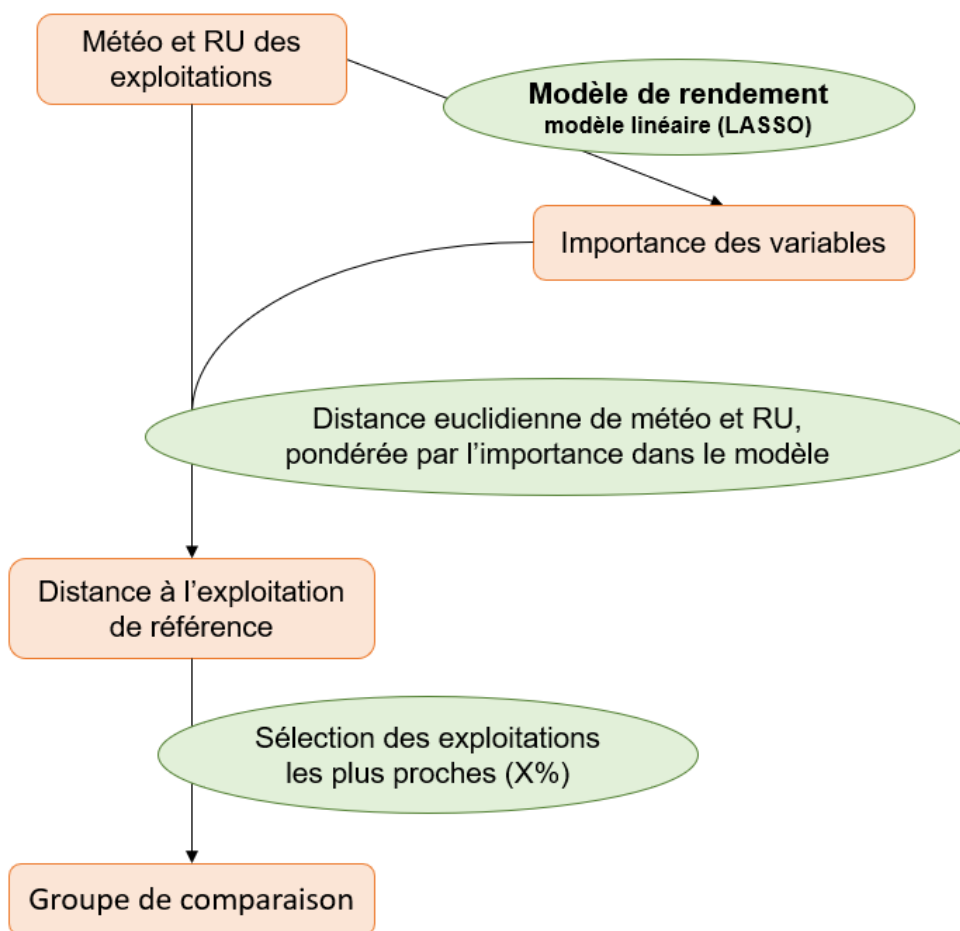 Météo et RU des
exploitations
Modèle de rendement
modèle linéaire (LASSO)
Importance des variables
Distance euclidienne de météo et RU,
pondérée par l’importance dans le modèle
Distance à l’exploitation
de référence
Sélection des exploitations
les plus proches (X%)
Groupe de comparaison